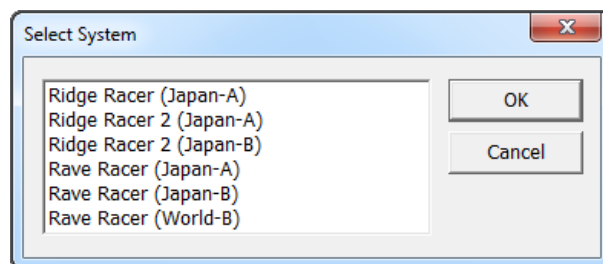 Select System
Ridge Racer (Japan-A)
Ridge Racer 2 (Japan-A)
Ridge Racer 2 (Japan-B)
Rave Racer (Japan-A)
Rave Racer (Japan-B)
Rave Racer (World-B)
OK
Cancel